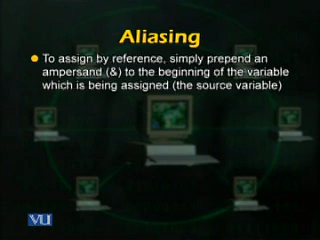 Aliasing
To assign by reference, simply prepend an
ampersand (&) to the beginning of the variable
which is being assigned (the source variable)
VU